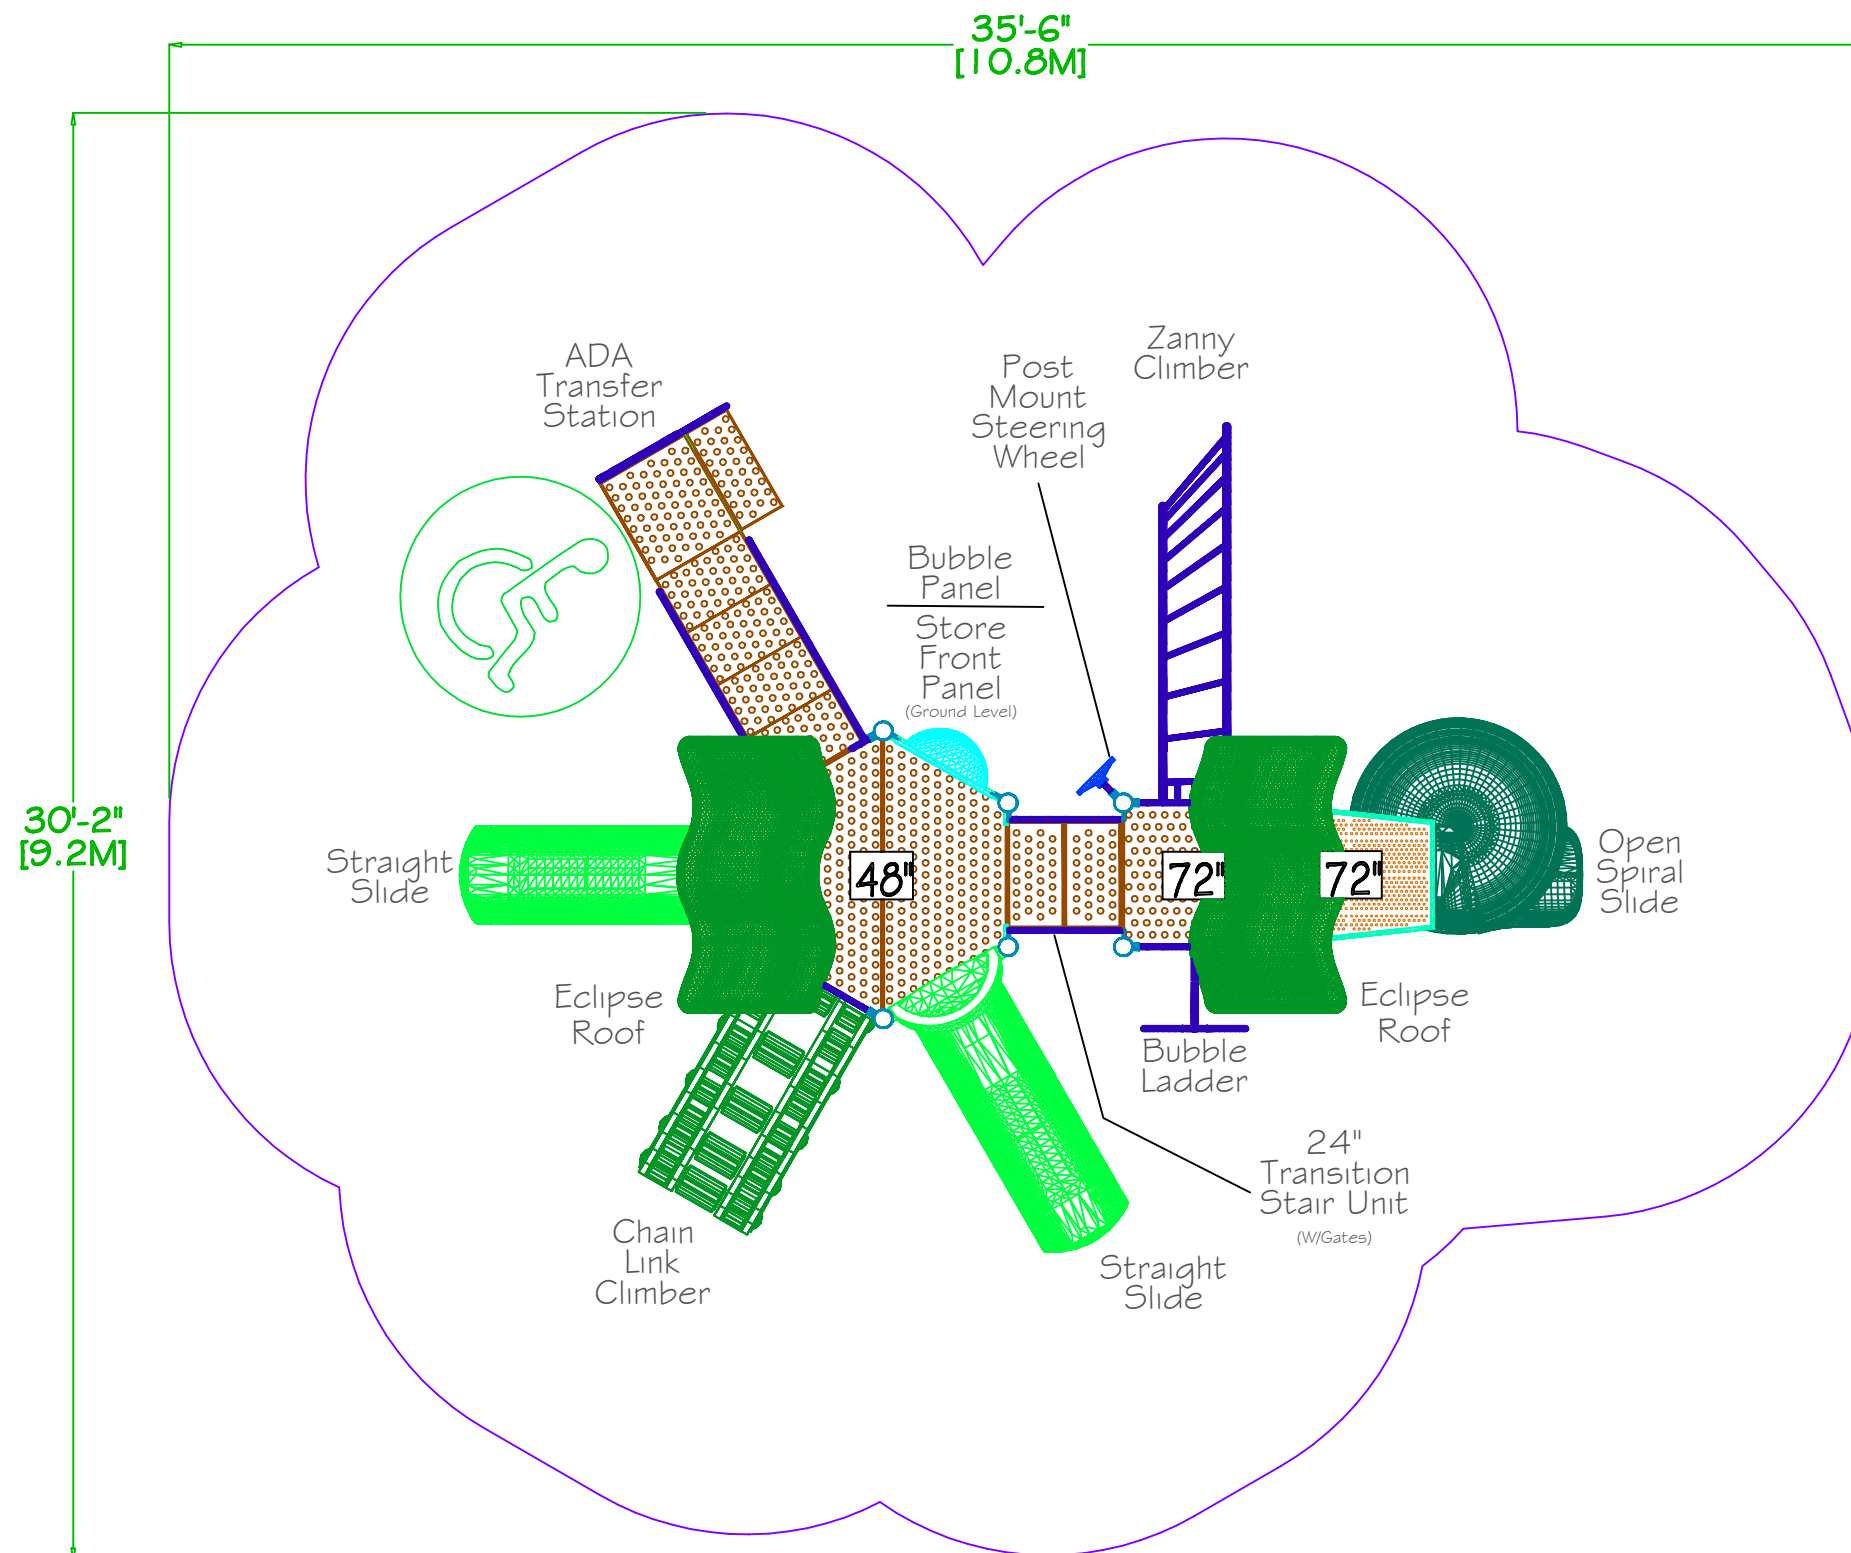 35'-6"
[10.8M]
Zanny
Climber
ADA
Transfer
Station
Post
Mount
Steering
Wheel
Bubble
Panel
Store
Front
Panel
(Ground Level)
30'-2"
[9.2M]
Straight
Slide
48"
72"
72"
Open
Spiral
Slide
Eclipse
Roof
Eclipse
Roof
Bubble
Ladder
24"
Transition
Stair Unit
(W/Gates)
Chain
Link
Climber
Straight
Slide